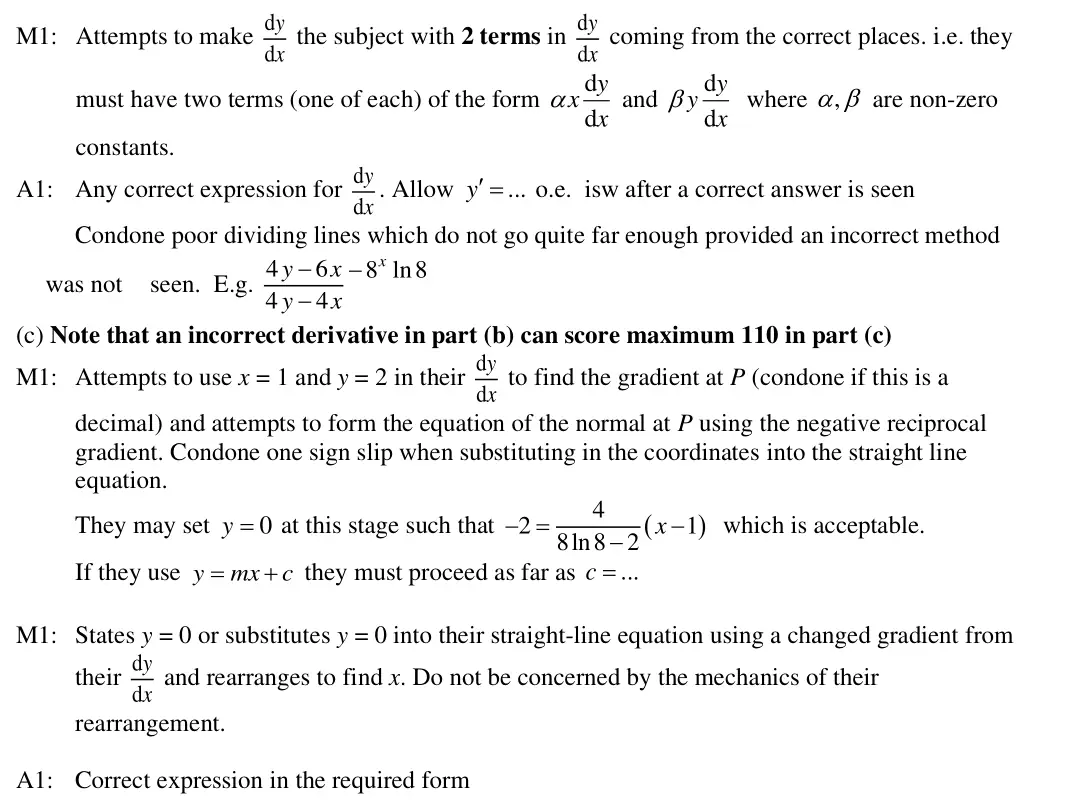 M1: Attempts to make dy/dx the subject with 2 terms in dy/dx coming from the correct places. i.e. they
must have two terms (one of each) of the form αx dy/dx and βy dy/dx where α, β are non-zero
constants.
A1: Any correct expression for dy/dx. Allow y′ = ... o.e. isw after a correct answer is seen
Condone poor dividing lines which do not go quite far enough provided an incorrect method
was not seen. E.g. (4y − 6x)/(4y − 4x) − 8ˣ ln 8
(c) Note that an incorrect derivative in part (b) can score maximum 110 in part (c)
M1: Attempts to use x = 1 and y = 2 in their dy/dx to find the gradient at P (condone if this is a
decimal) and attempts to form the equation of the normal at P using the negative reciprocal
gradient. Condone one sign slip when substituting in the coordinates into the straight line
equation.
They may set y = 0 at this stage such that −2 = 4/(8 ln 8 − 2) (x − 1) which is acceptable.
If they use y = mx + c they must proceed as far as c = ...
M1: States y = 0 or substitutes y = 0 into their straight-line equation using a changed gradient from
their dy/dx and rearranges to find x. Do not be concerned by the mechanics of their
rearrangement.
A1: Correct expression in the required form